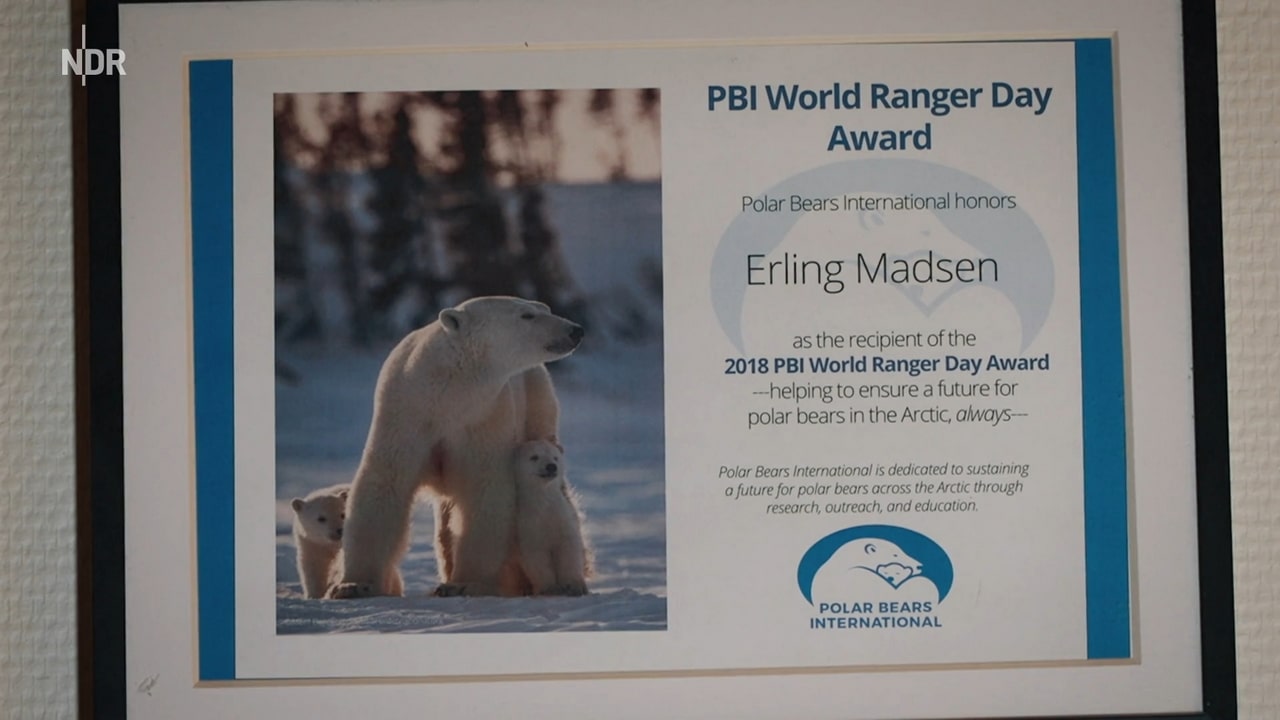 NDR
PBI World Ranger Day
Award
Polar Bears International honors
Erling Madsen
as the recipient of the
2018 PBI World Ranger Day Award
---helping to ensure a future for
polar bears in the Arctic, always---
Polar Bears International is dedicated to sustaining
a future for polar bears across the Arctic through
research, outreach, and education.
POLAR BEARS
INTERNATIONAL